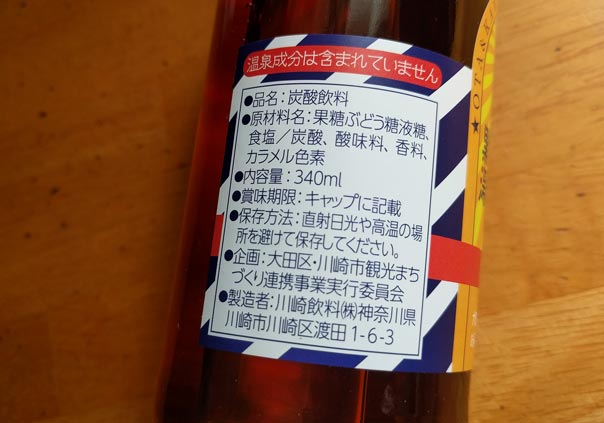 温泉成分は含まれていません
●品名：炭酸飲料
●原材料名：果糖ぶどう糖液糖、
食塩／炭酸、酸味料、香料、
カラメル色素
●内容量：340ml
●賞味期限：キャップに記載
●保存方法：直射日光や高温の場
所を避けて保存してください。
●企画：大田区・川崎市観光まち
づくり連携事業実行委員会
●製造者：川崎飲料㈱神奈川県
川崎市川崎区渡田1-6-3